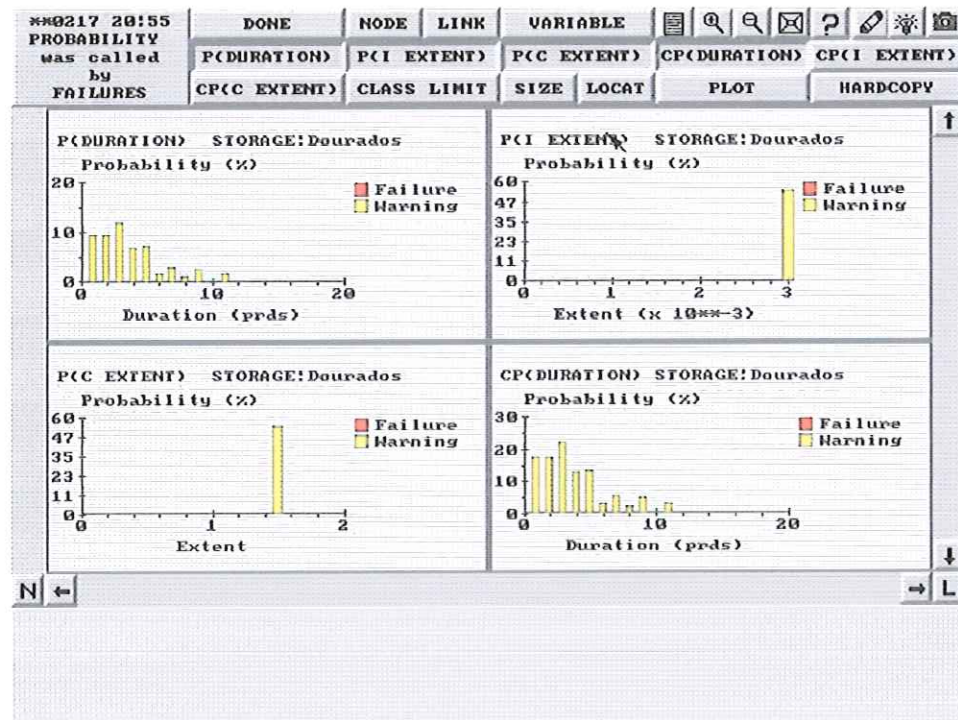 **0217 20:55
PROBABILITY
was called
by
FAILURES
DONE NODE LINK VARIABLE ?
P(DURATION) P(I EXTENT) P(C EXTENT) CP(DURATION) CP(I EXTENT)
CP(C EXTENT) CLASS LIMIT SIZE LOCAT PLOT HARDCOPY
P(DURATION) STORAGE:Dourados
Probability (%)
20
10
0
0 10 20
Duration (prds)
Failure
Warning
P(I EXTENT) STORAGE:Dourados
Probability (%)
60
47
35
23
11
0
0 1 2 3
Extent (x 10**-3)
Failure
Warning
P(C EXTENT) STORAGE:Dourados
Probability (%)
60
47
35
23
11
0
0 1 2
Extent
Failure
Warning
CP(DURATION) STORAGE:Dourados
Probability (%)
30
20
10
0
0 10 20
Duration (prds)
Failure
Warning
N L